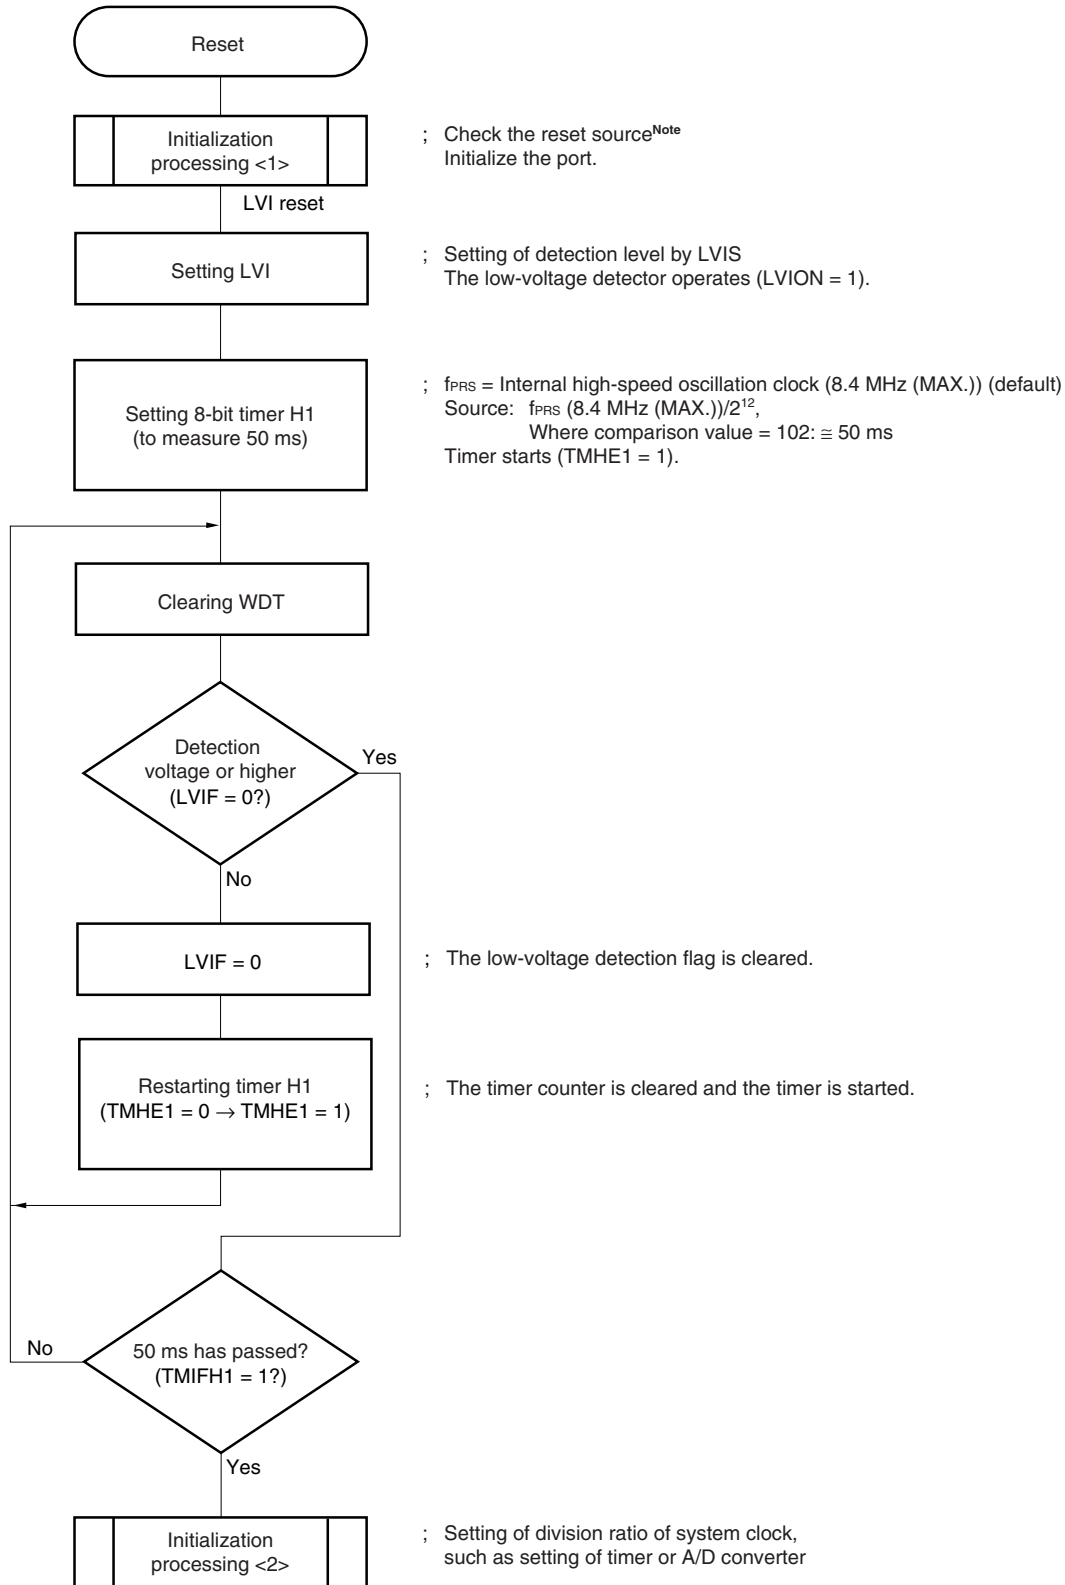 Reset
Initialization
processing <1>
; Check the reset sourceNote
Initialize the port.
LVI reset
Setting LVI
; Setting of detection level by LVIS
The low-voltage detector operates (LVION = 1).
Setting 8-bit timer H1
(to measure 50 ms)
; fPRS = Internal high-speed oscillation clock (8.4 MHz (MAX.)) (default)
Source: fPRS (8.4 MHz (MAX.))/2¹²,
Where comparison value = 102: ≅ 50 ms
Timer starts (TMHE1 = 1).
Clearing WDT
Detection
voltage or higher
(LVIF = 0?)
Yes
No
LVIF = 0
; The low-voltage detection flag is cleared.
Restarting timer H1
(TMHE1 = 0 → TMHE1 = 1)
; The timer counter is cleared and the timer is started.
No
50 ms has passed?
(TMIFH1 = 1?)
Yes
Initialization
processing <2>
; Setting of division ratio of system clock,
such as setting of timer or A/D converter